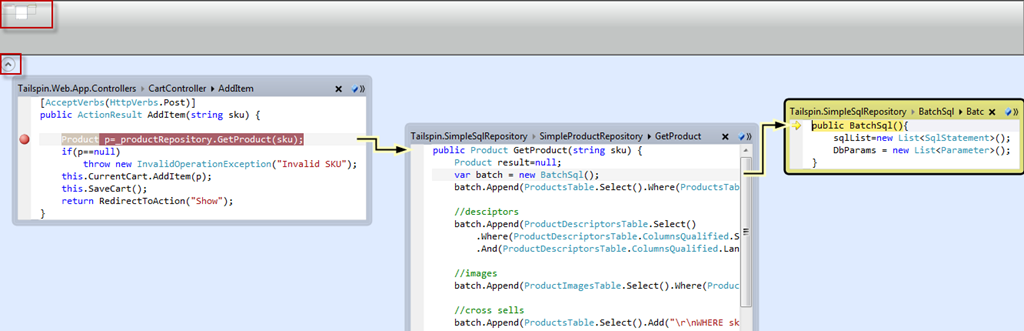 Tailspin.Web.App.Controllers › CartController › AddItem
[AcceptVerbs(HttpVerbs.Post)]
public ActionResult AddItem(string sku) {
Product p=_productRepository.GetProduct(sku);
if(p==null)
throw new InvalidOperationException("Invalid SKU");
this.CurrentCart.AddItem(p);
this.SaveCart();
return RedirectToAction("Show");
}
Tailspin.SimpleSqlRepository › SimpleProductRepository › GetProduct
public Product GetProduct(string sku) {
Product result=null;
var batch = new BatchSql();
batch.Append(ProductsTable.Select().Where(ProductsTab
//desciptors
batch.Append(ProductDescriptorsTable.Select()
.Where(ProductDescriptorsTable.ColumnsQualified.S
.And(ProductDescriptorsTable.ColumnsQualified.Lan
//images
batch.Append(ProductImagesTable.Select().Where(Produc
//cross sells
batch.Append(ProductsTable.Select().Add("\r\nWHERE sk
Tailspin.SimpleSqlRepository › BatchSql › Batc
public BatchSql(){
sqlList=new List<SqlStatement>();
DbParams = new List<Parameter>();
}